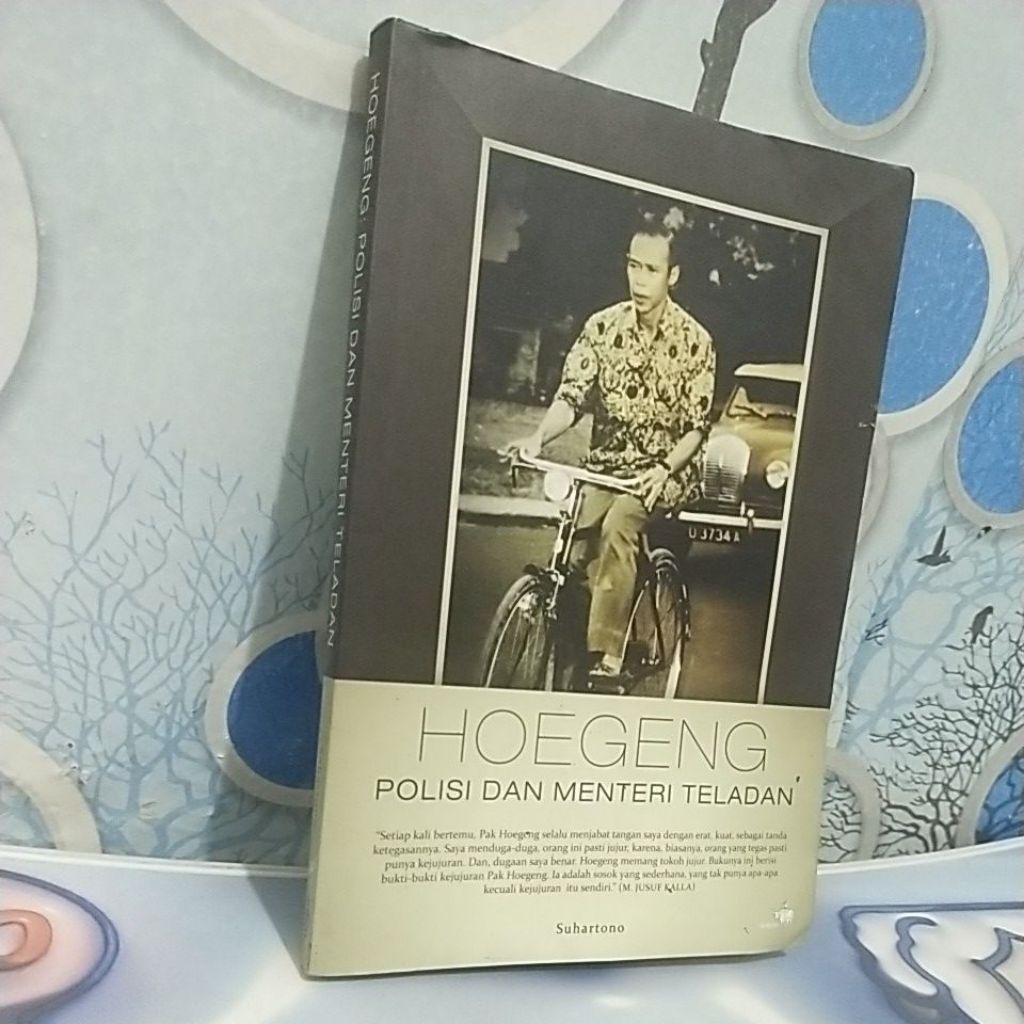 HOEGENG: POLISI DAN MENTERI TELADAN
U 3734 A
HOEGENG
POLISI DAN MENTERI TELADAN
"Setiap kali bertemu, Pak Hoegeng selalu menjabat tangan saya dengan erat, kuat, sebagai tanda
ketegasannya. Saya menduga-duga, orang ini pasti jujur, karena, biasanya, orang yang tegas pasti
punya kejujuran. Dan, dugaan saya benar. Hoegeng memang tokoh jujur. Bukunya inj berisi
bukti-bukti kejujuran Pak Hoegeng. Ia adalah sosok yang sederhana, yang tak punya apa-apa
kecuali kejujuran itu sendiri." (M. JUSUF KALLA)
Suhartono